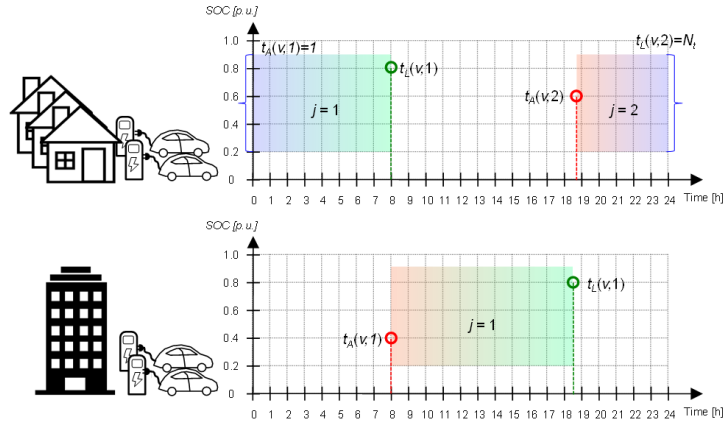 SOC [p.u.]
1.0
t_A(v,1)=1
t_L(v,2)=N_t
0.8
t_L(v,1)
0.6
t_A(v,2)
j = 1
j = 2
0.4
0.2
0
0 1 2 3 4 5 6 7 8 9 10 11 12 13 14 15 16 17 18 19 20 21 22 23 24
Time [h]
SOC [p.u.]
1.0
0.8
t_L(v,1)
0.6
j = 1
0.4
t_A(v,1)
0.2
0
0 1 2 3 4 5 6 7 8 9 10 11 12 13 14 15 16 17 18 19 20 21 22 23 24
Time [h]